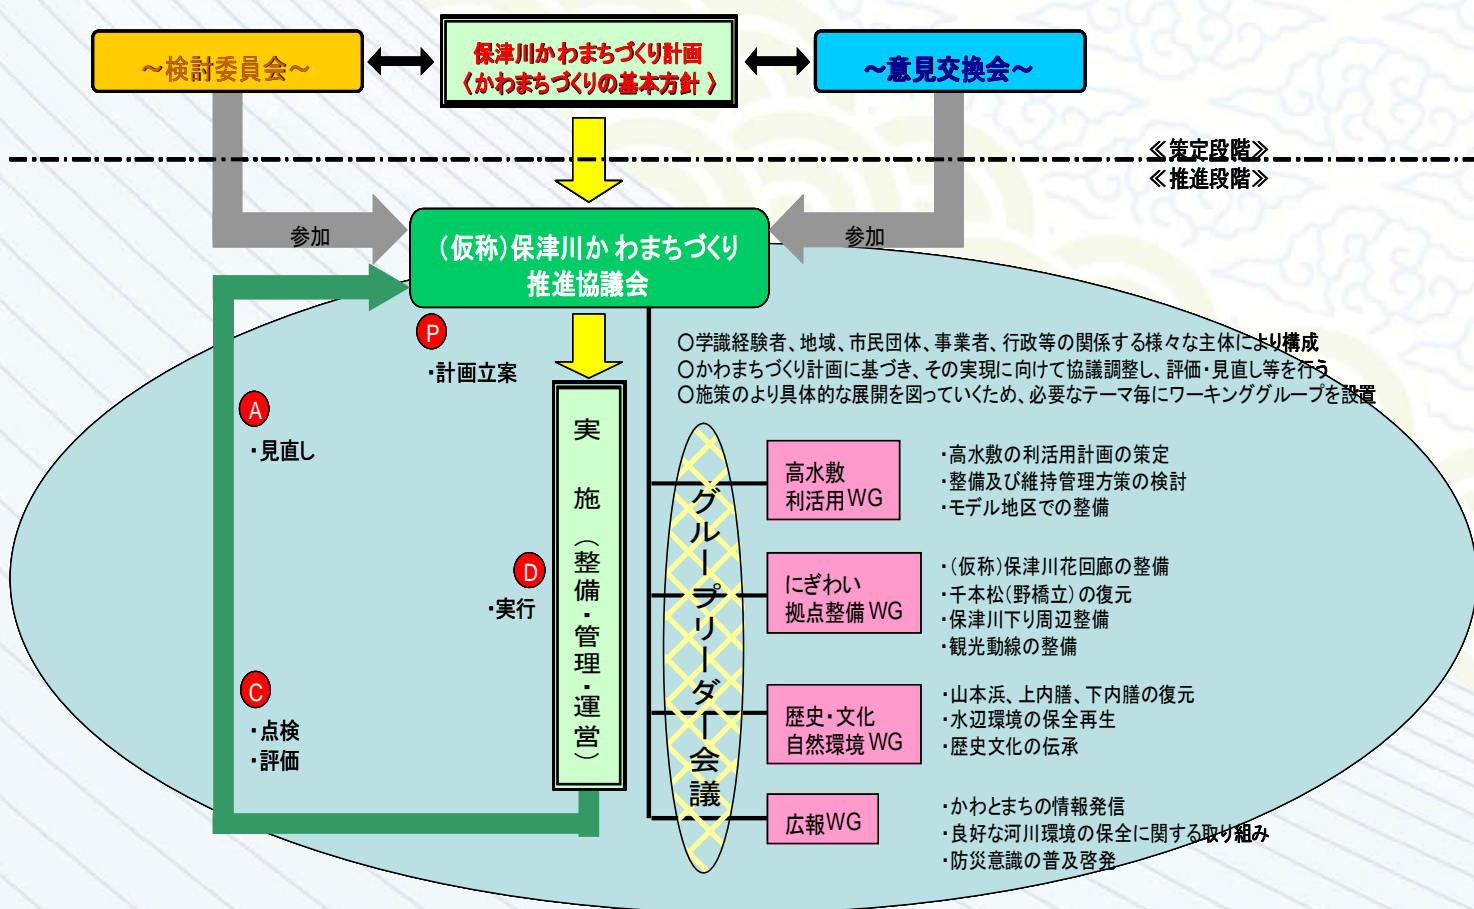 ～検討委員会～
保津川かわまちづくり計画
〈かわまちづくりの基本方針 〉
～意見交換会～
≪策定段階≫
≪推進段階≫
参加
参加
(仮称)保津川かわまちづくり
推進協議会
P
・計画立案
○学識経験者、地域、市民団体、事業者、行政等の関係する様々な主体により構成
○かわまちづくり計画に基づき、その実現に向けて協議調整し、評価・見直し等を行う
○施策のより具体的な展開を図っていくため、必要なテーマ毎にワーキンググループを設置
A
・見直し
実施(整備・管理・運営)
D
・実行
C
・点検
・評価
グループリーダー会議
高水敷
利活用WG
・高水敷の利活用計画の策定
・整備及び維持管理方策の検討
・モデル地区での整備
にぎわい
拠点整備WG
・(仮称)保津川花回廊の整備
・千本松(野橋立)の復元
・保津川下り周辺整備
・観光動線の整備
歴史・文化
自然環境WG
・山本浜、上内膳、下内膳の復元
・水辺環境の保全再生
・歴史文化の伝承
広報WG
・かわとまちの情報発信
・良好な河川環境の保全に関する取り組み
・防災意識の普及啓発